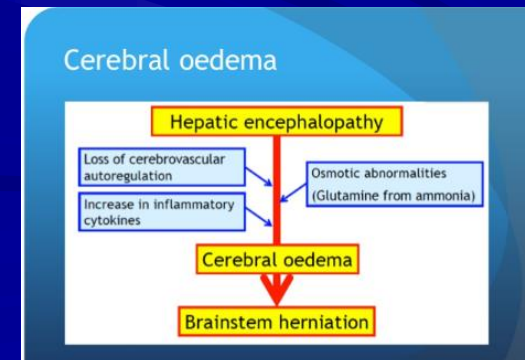 Cerebral oedema
Hepatic encephalopathy
Loss of cerebrovascular
autoregulation
Osmotic abnormalities
(Glutamine from ammonia)
Increase in inflammatory
cytokines
Cerebral oedema
Brainstem herniation